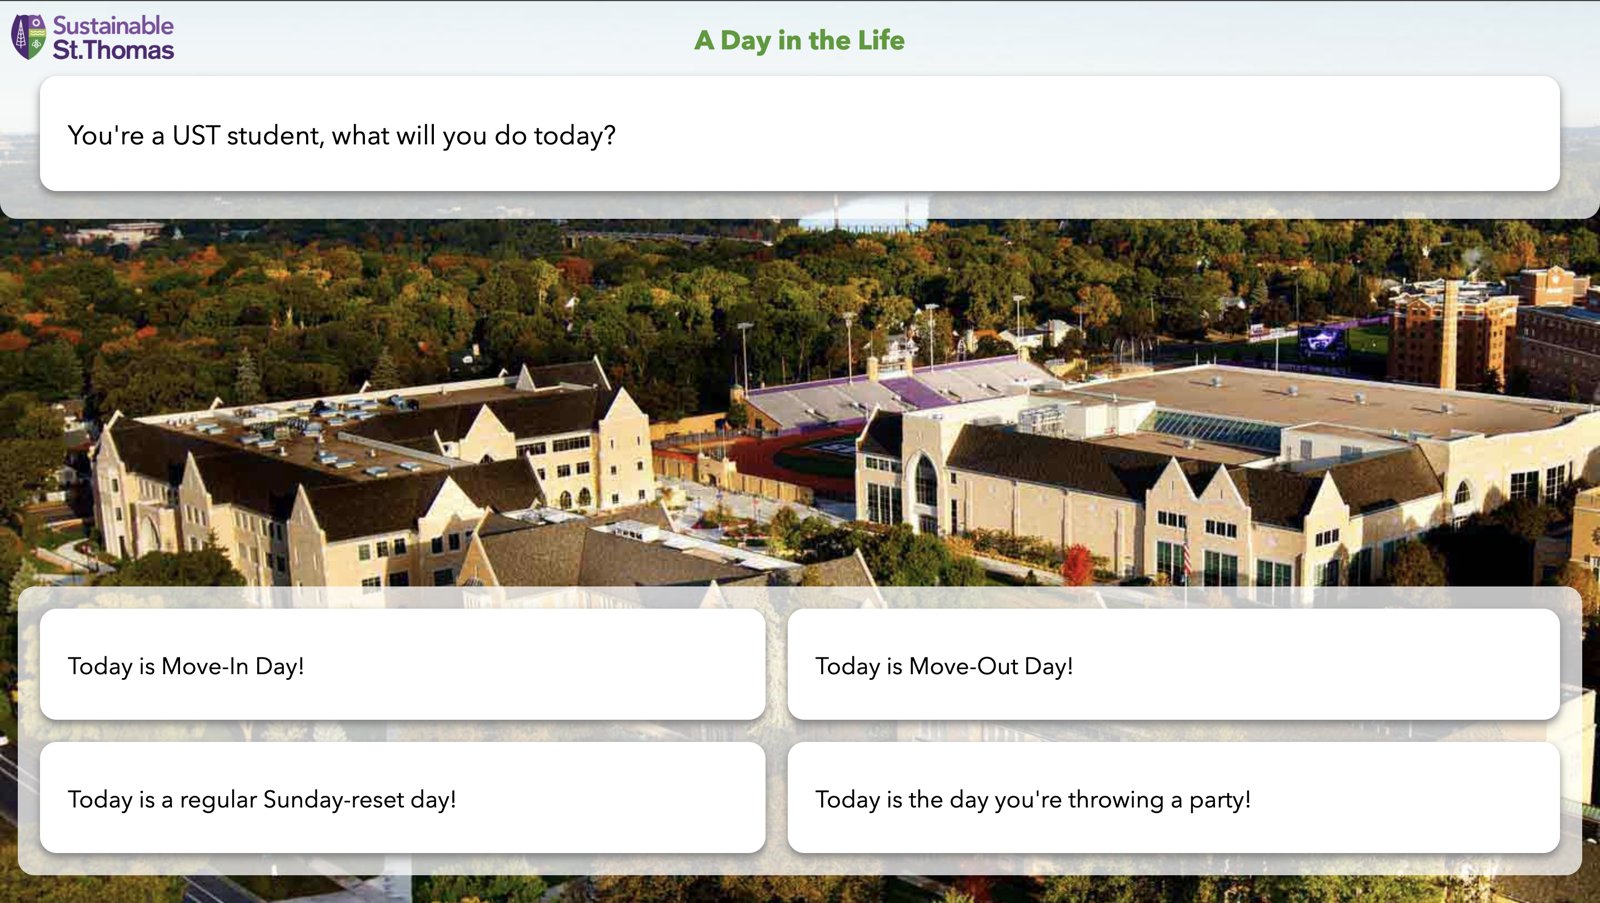 Sustainable
St.Thomas
A Day in the Life
You're a UST student, what will you do today?
Today is Move-In Day!
Today is Move-Out Day!
Today is a regular Sunday-reset day!
Today is the day you're throwing a party!